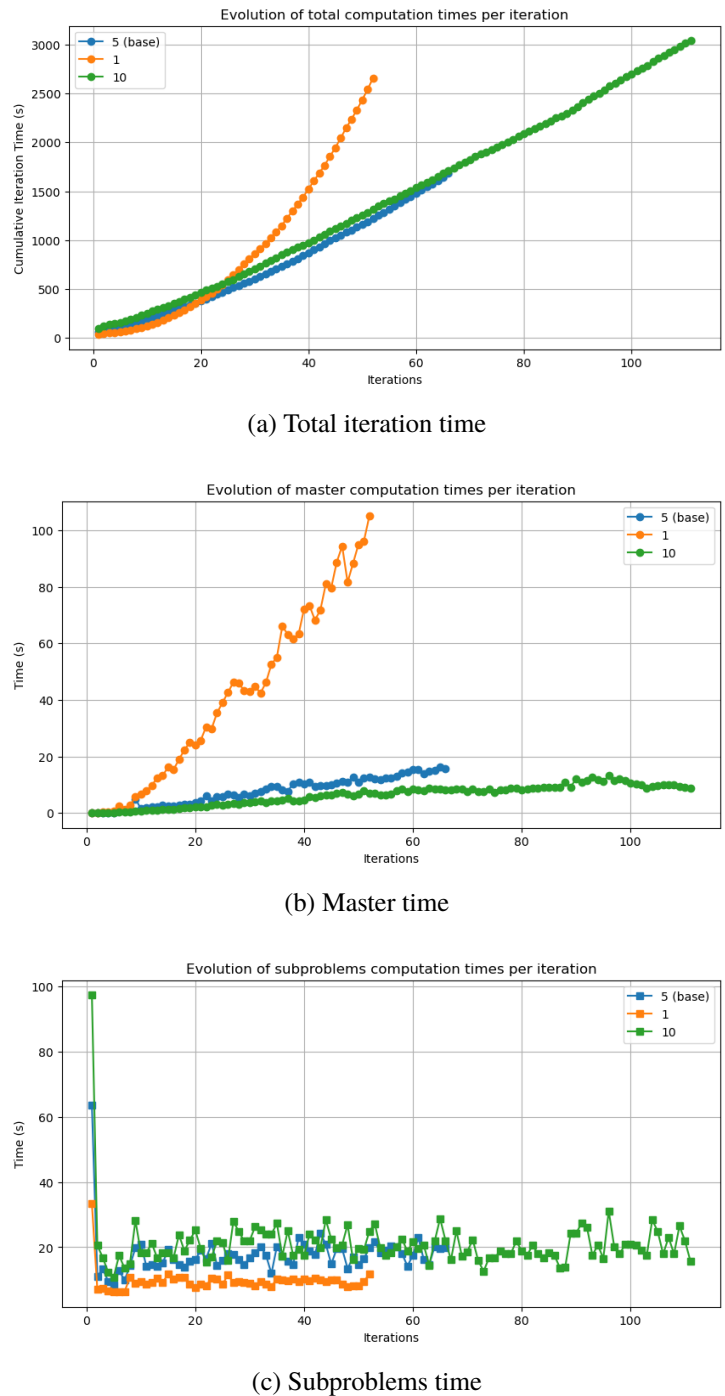 Evolution of total computation times per iteration
5 (base)
1
10
3000
2500
2000
1500
1000
500
0
Cumulative Iteration Time (s)
0 20 40 60 80 100
Iterations
(a) Total iteration time
Evolution of master computation times per iteration
5 (base)
1
10
100
80
60
40
20
0
Time (s)
0 20 40 60 80 100
Iterations
(b) Master time
Evolution of subproblems computation times per iteration
5 (base)
1
10
100
80
60
40
20
Time (s)
0 20 40 60 80 100
Iterations
(c) Subproblems time